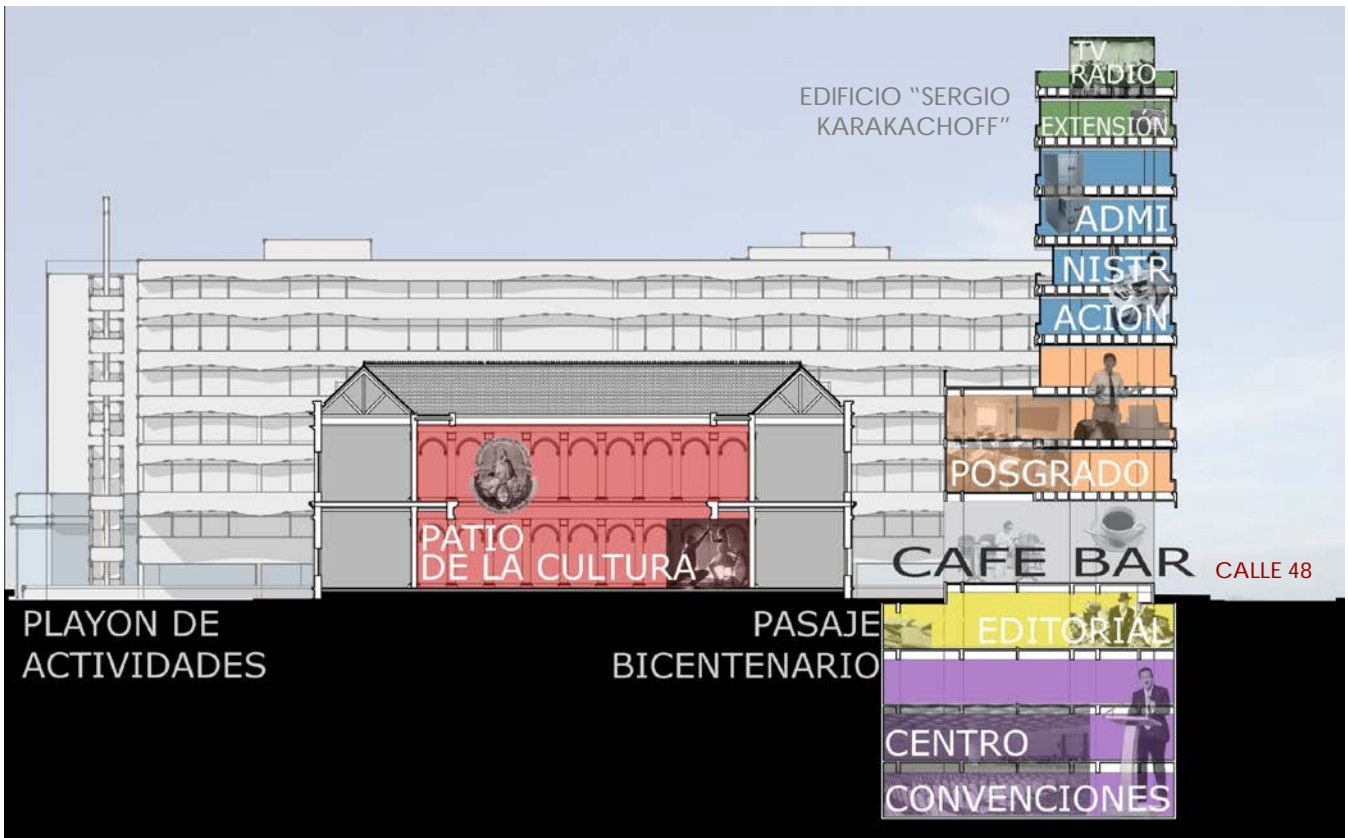 TV
RADIO
EDIFICIO “SERGIO
KARAKACHOFF”
EXTENSIÓN
ADMI
NISTR
ACIÓN
POSGRADO
PATIO
DE LA CULTURA
CAFE BAR
CALLE 48
PLAYON DE
ACTIVIDADES
PASAJE
BICENTENARIO
EDITORIAL
CENTRO
CONVENCIONES